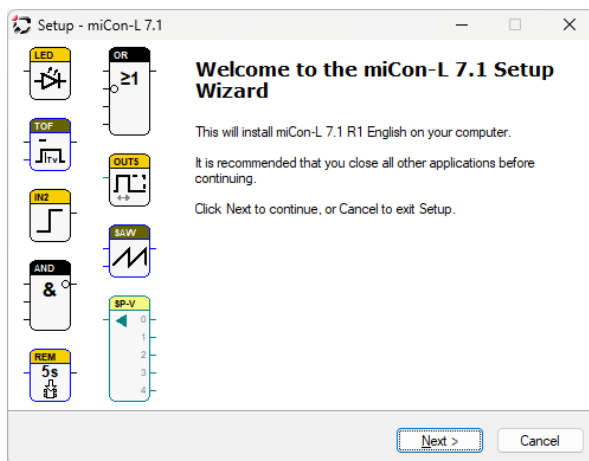 Setup - miCon-L 7.1
LED
OR
≥1
TOF
Tv
OUT5
IN2
SAW
AND
&
SP-V
0
1
2
3
4
REM
5s
Welcome to the miCon-L 7.1 Setup
Wizard
This will install miCon-L 7.1 R1 English on your computer.
It is recommended that you close all other applications before
continuing.
Click Next to continue, or Cancel to exit Setup.
Next >
Cancel